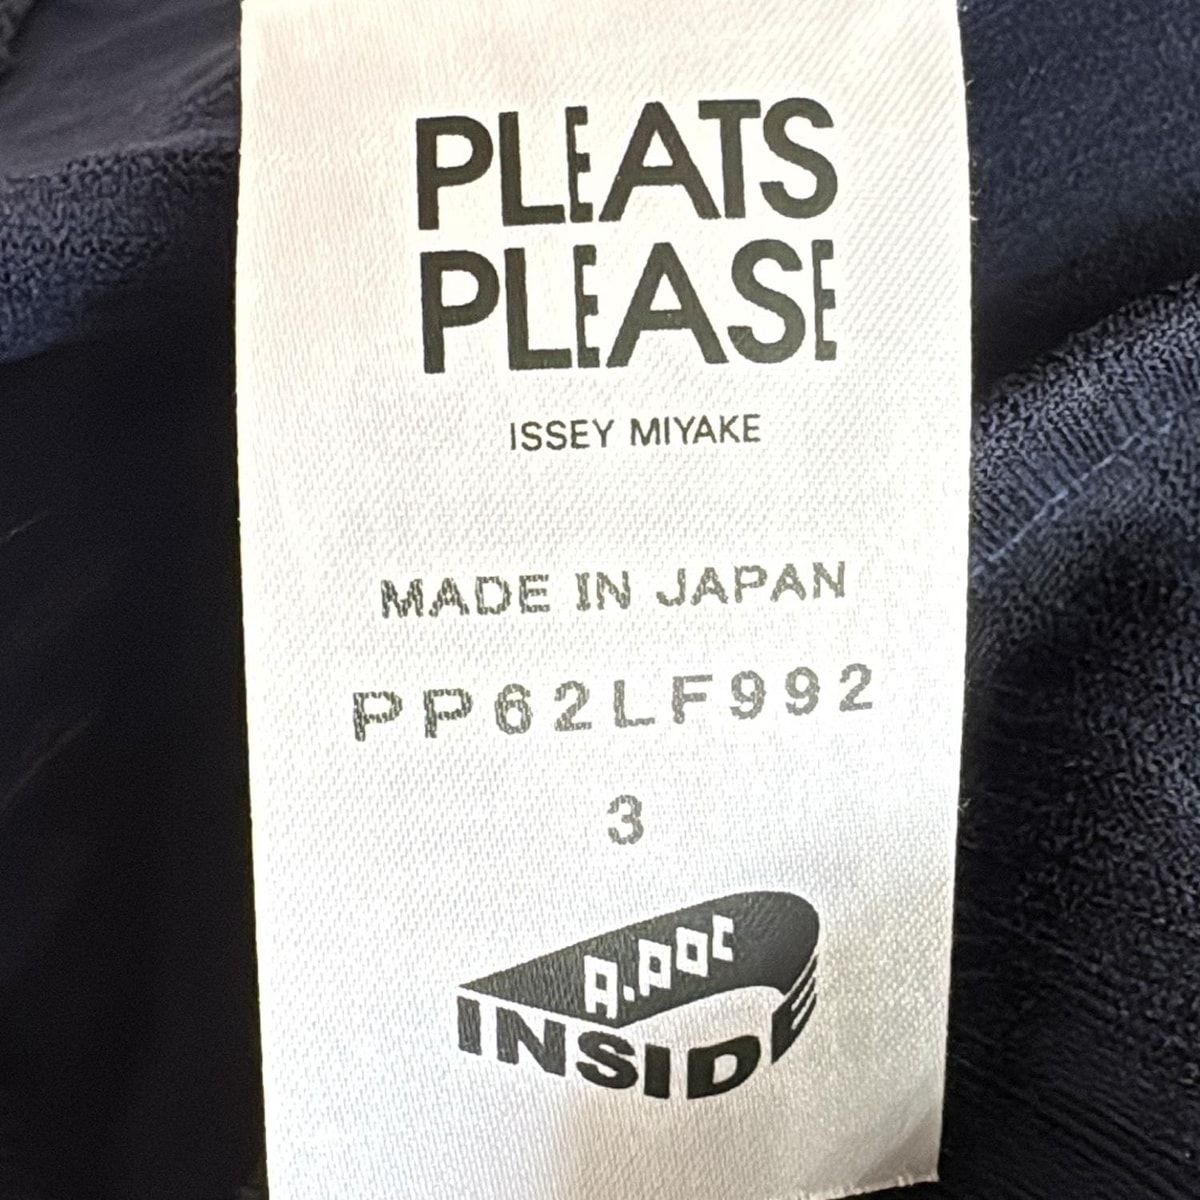 PLEATS
PLEASE
ISSEY MIYAKE
MADE IN JAPAN
PP62LF992
3
A.POC
INSIDE